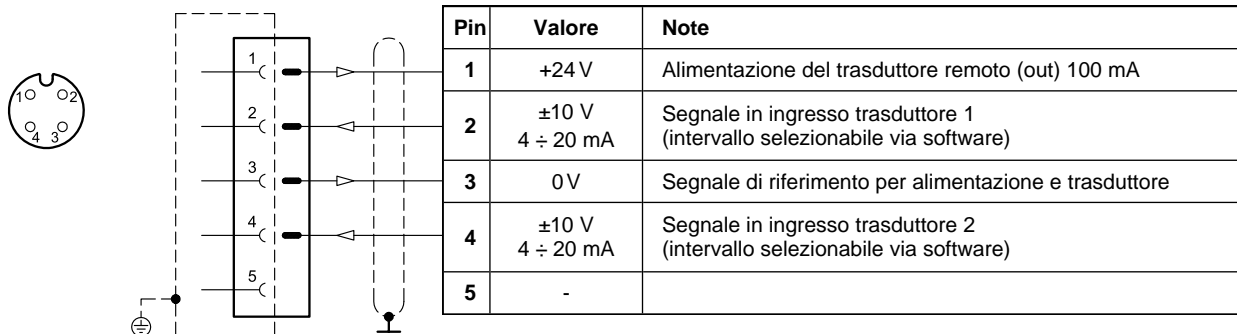 1 2
4 3
1
2
3
4
5
Pin Valore Note
1 +24 V Alimentazione del trasduttore remoto (out) 100 mA
2 ±10 V
4 ÷ 20 mA Segnale in ingresso trasduttore 1
(intervallo selezionabile via software)
3 0 V Segnale di riferimento per alimentazione e trasduttore
4 ±10 V
4 ÷ 20 mA Segnale in ingresso trasduttore 2
(intervallo selezionabile via software)
5 -